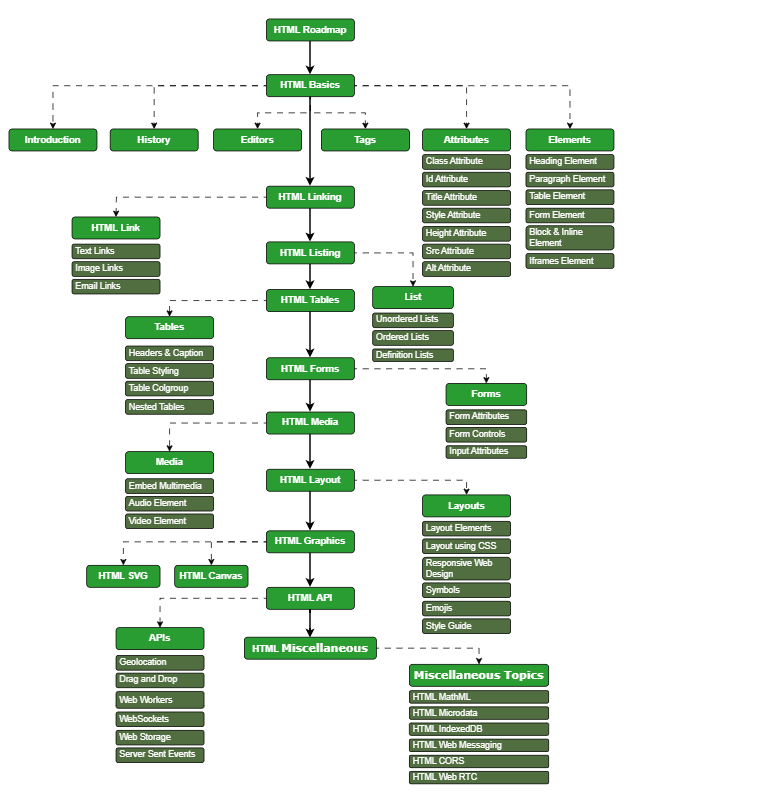 HTML Roadmap
HTML Basics
Introduction
History
Editors
Tags
Attributes
Class Attribute
Id Attribute
Title Attribute
Style Attribute
Height Attribute
Src Attribute
Alt Attribute
Elements
Heading Element
Paragraph Element
Table Element
Form Element
Block & Inline
Element
Iframes Element
HTML Linking
HTML Link
Text Links
Image Links
Email Links
HTML Listing
List
Unordered Lists
Ordered Lists
Definition Lists
HTML Tables
Tables
Headers & Caption
Table Styling
Table Colgroup
Nested Tables
HTML Forms
Forms
Form Attributes
Form Controls
Input Attributes
HTML Media
Media
Embed Multimedia
Audio Element
Video Element
HTML Layout
Layouts
Layout Elements
Layout using CSS
Responsive Web
Design
Symbols
Emojis
Style Guide
HTML Graphics
HTML SVG
HTML Canvas
HTML API
APIs
Geolocation
Drag and Drop
Web Workers
WebSockets
Web Storage
Server Sent Events
HTML Miscellaneous
Miscellaneous Topics
HTML MathML
HTML Microdata
HTML IndexedDB
HTML Web Messaging
HTML CORS
HTML Web RTC